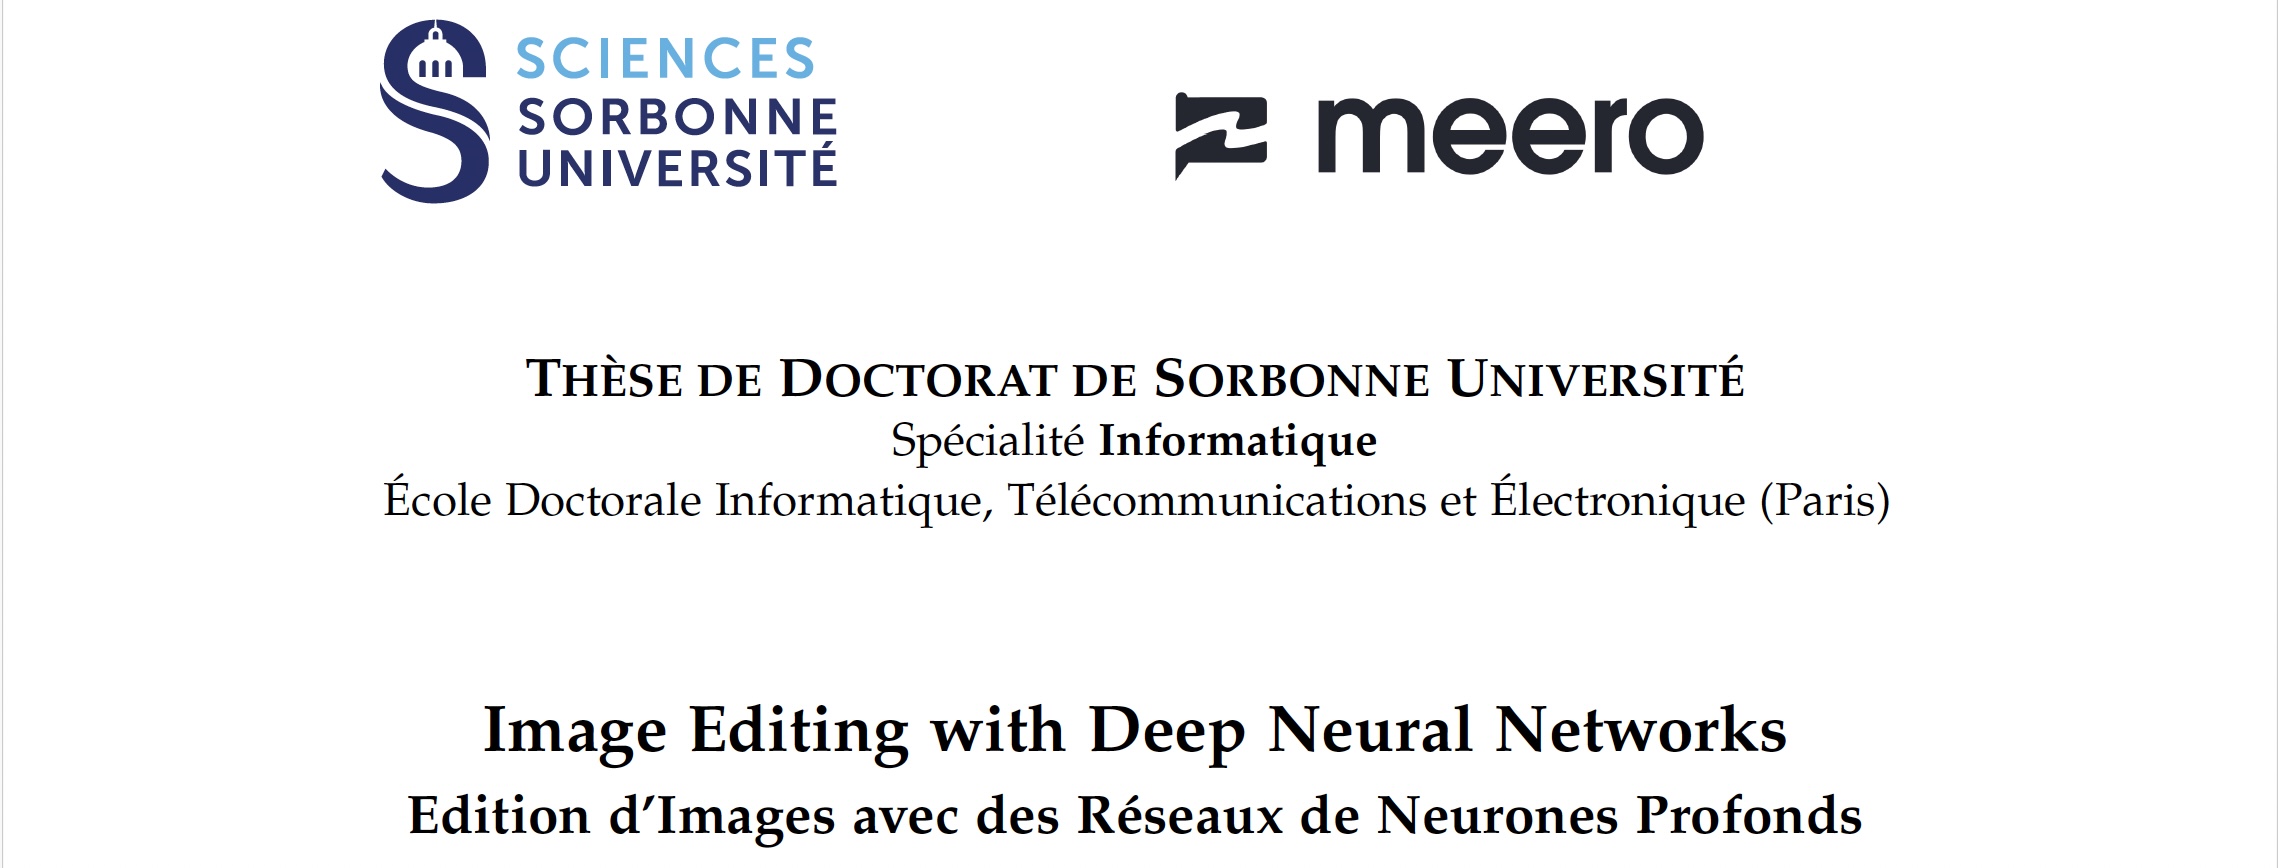 SCIENCES
SORBONNE
UNIVERSITÉ
meero
THÈSE DE DOCTORAT DE SORBONNE UNIVERSITÉ
Spécialité Informatique
École Doctorale Informatique, Télécommunications et Électronique (Paris)
Image Editing with Deep Neural Networks
Edition d’Images avec des Réseaux de Neurones Profonds